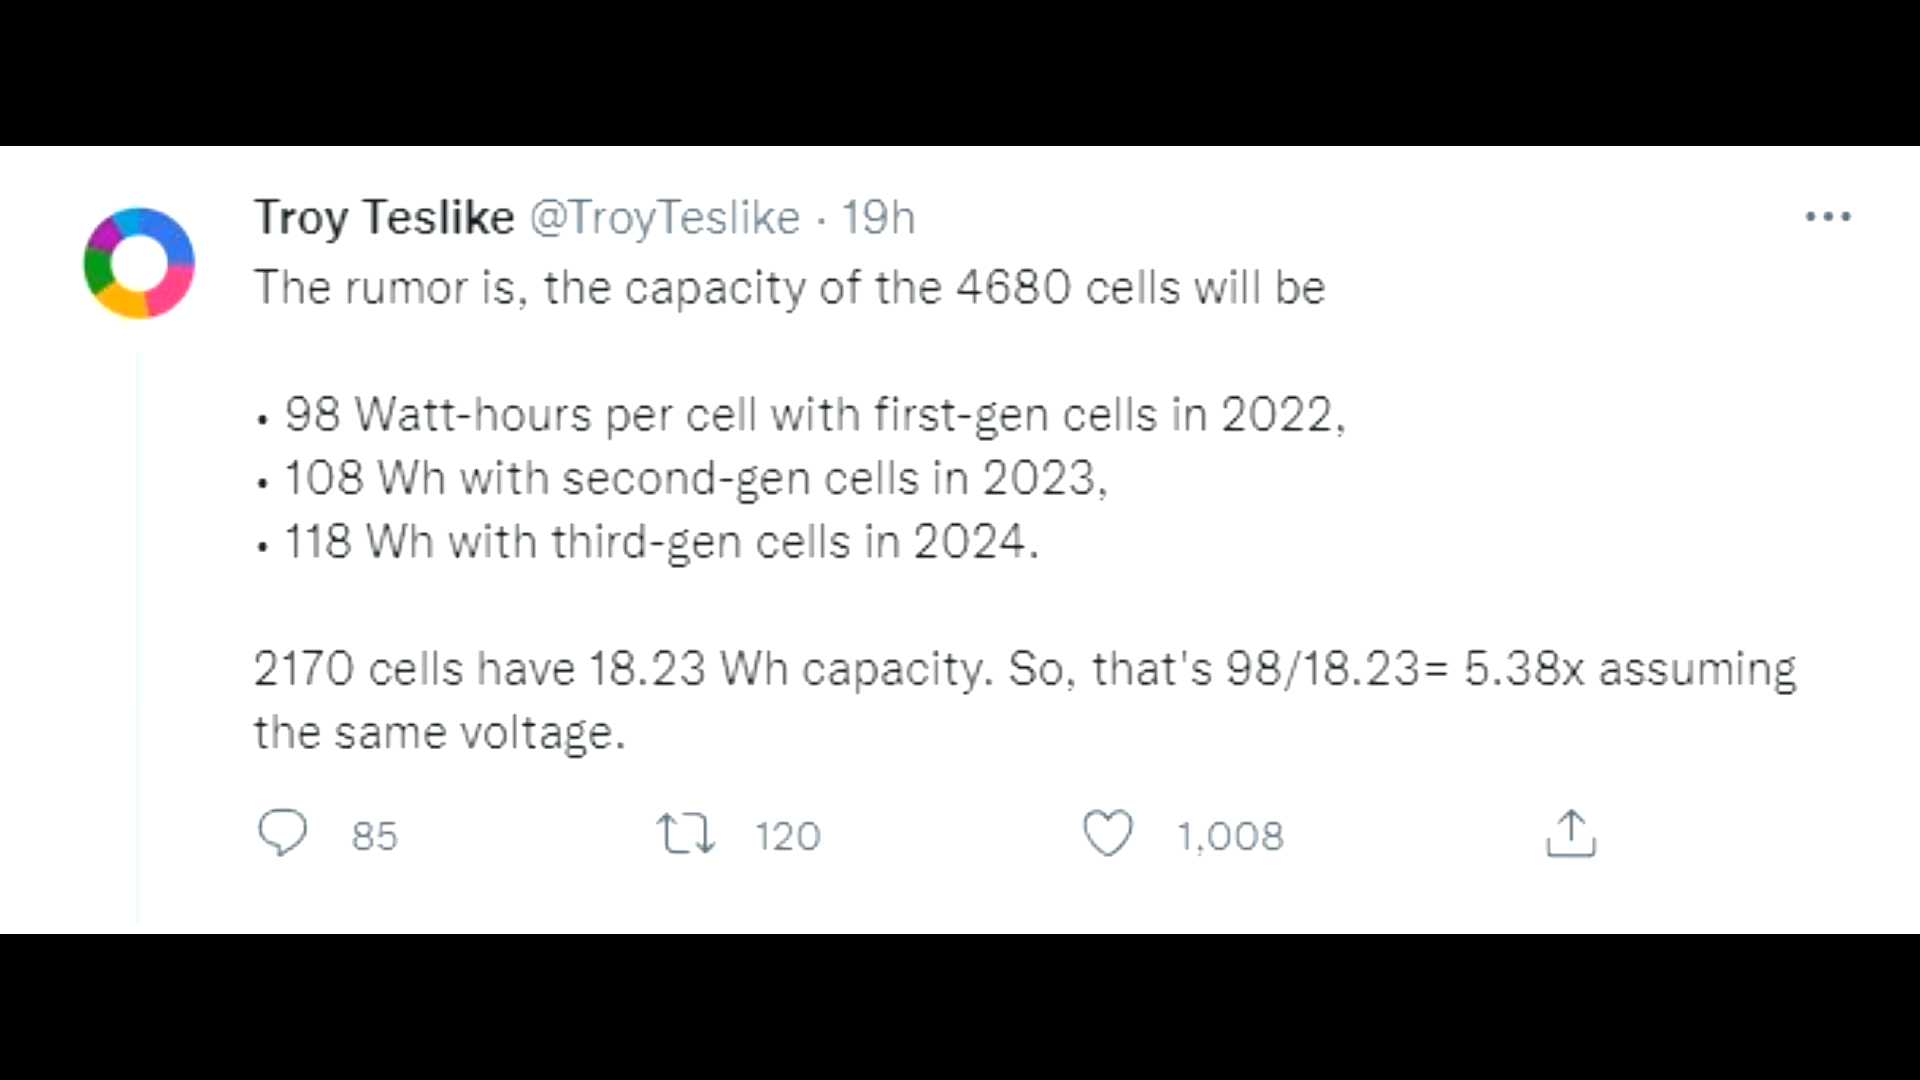 Troy Teslike @TroyTeslike · 19h
The rumor is, the capacity of the 4680 cells will be
• 98 Watt-hours per cell with first-gen cells in 2022,
• 108 Wh with second-gen cells in 2023,
• 118 Wh with third-gen cells in 2024.
2170 cells have 18.23 Wh capacity. So, that's 98/18.23= 5.38x assuming
the same voltage.
85 120 1,008